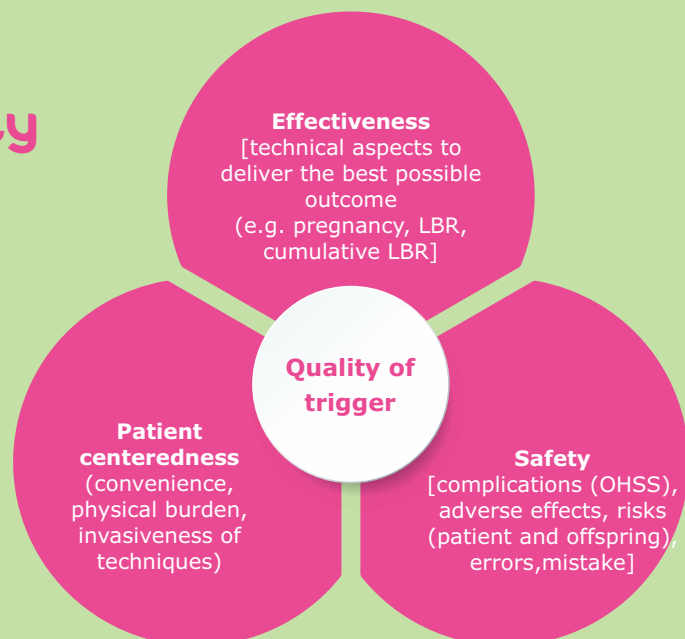 Effectiveness
[technical aspects to
deliver the best possible
outcome
(e.g. pregnancy, LBR,
cumulative LBR]
Quality of
trigger
Patient
centeredness
(convenience,
physical burden,
invasiveness of
techniques)
Safety
[complications (OHSS),
adverse effects, risks
(patient and offspring),
errors,mistake]